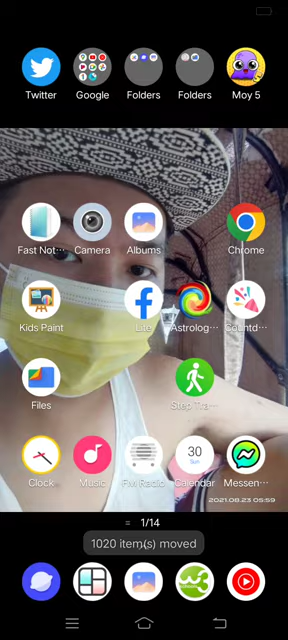 Twitter
Google
Folders
Folders
Moy 5
Fast Not···
Camera
Albums
Chrome
Kids Paint
Lite
Astrolog···
Countd···
Files
Step Tra···
30
Sun
Clock
Music
FM Radio
Calendar
Messen···
2021.08.23 05:59
1/14
1020 item(s) moved